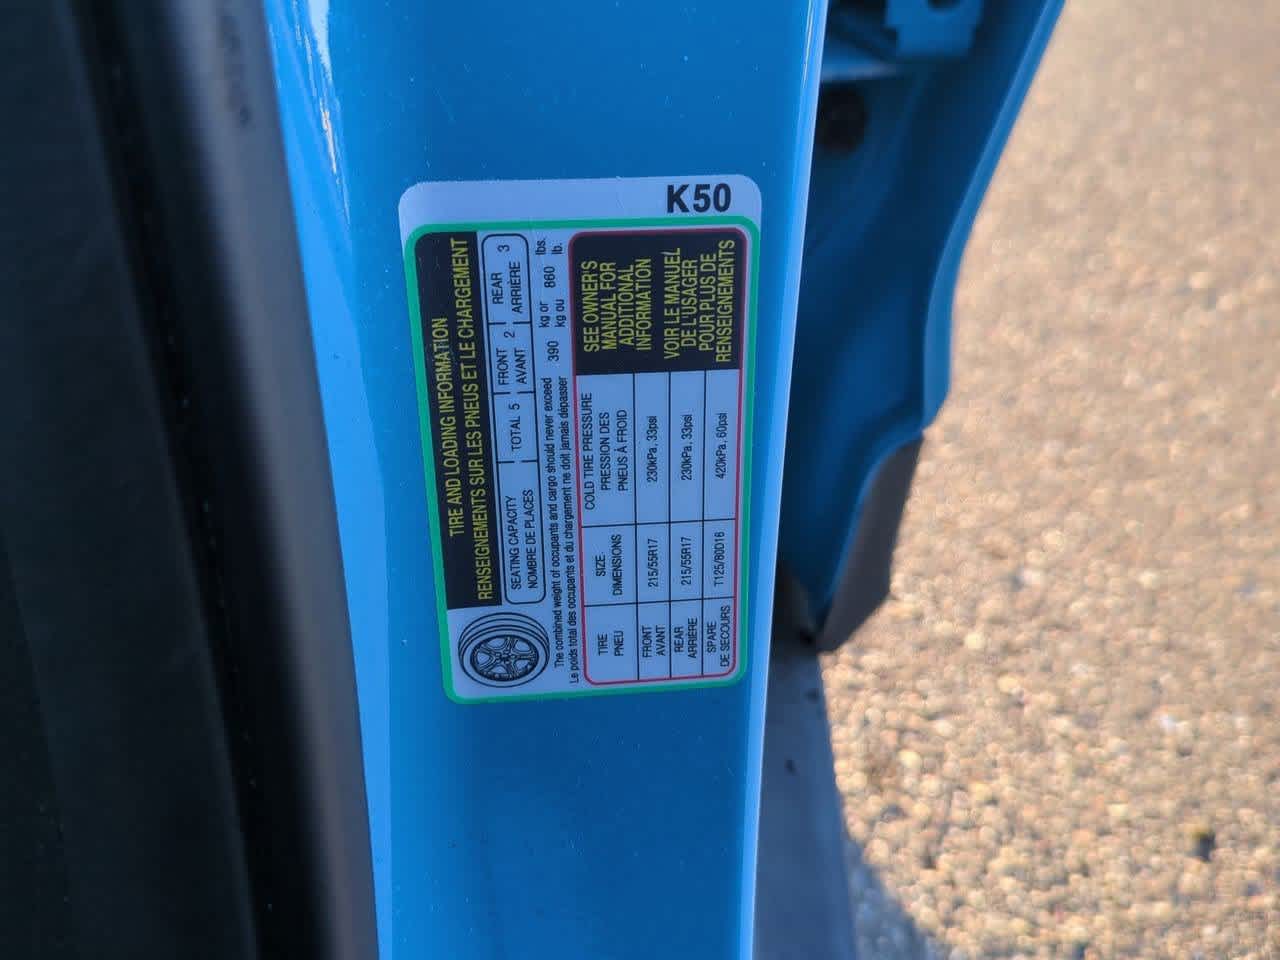 K50
TIRE AND LOADING INFORMATION
RENSEIGNEMENTS SUR LES PNEUS ET LE CHARGEMENT
SEATING CAPACITY
NOMBRE DE PLACES
TOTAL 5
FRONT
AVANT
2
REAR
ARRIÈRE
3
The combined weight of occupants and cargo should never exceed 390 kg or 860 lbs.
Le poids total des occupants et du chargement ne doit jamais dépasser kg ou lb.
TIRE
PNEU
SIZE
DIMENSIONS
COLD TIRE PRESSURE
PRESSION DES
PNEUS À FROID
SEE OWNER'S
MANUAL FOR
ADDITIONAL
INFORMATION
VOIR LE MANUEL
DE L'USAGER
POUR PLUS DE
RENSEIGNEMENTS
FRONT
AVANT
215/55R17
230kPa, 33psi
REAR
ARRIÈRE
215/55R17
230kPa, 33psi
SPARE
DE SECOURS
T125/80D16
420kPa, 60psi